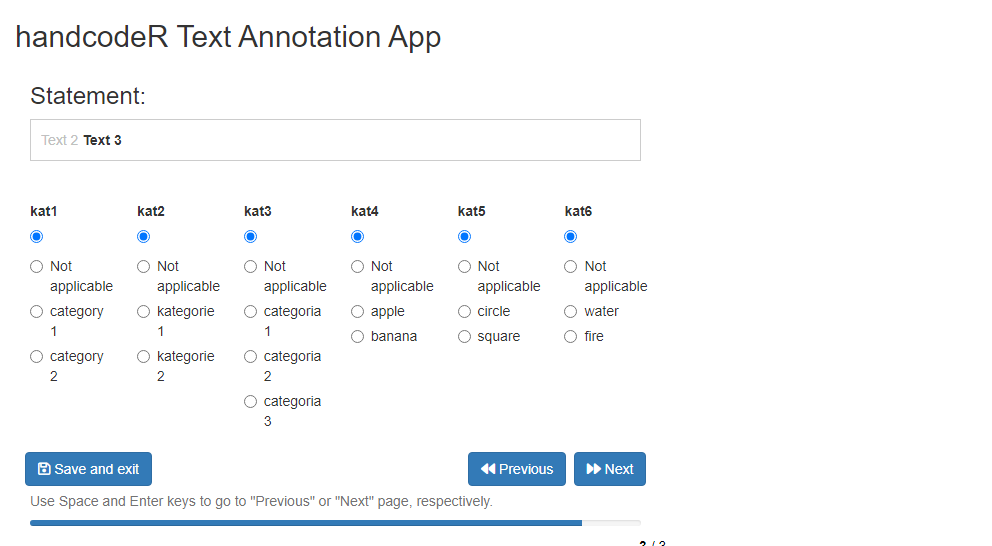 handcodeR Text Annotation App
Statement:
Text 2 Text 3
kat1 kat2 kat3 kat4 kat5 kat6
Not Not Not Not Not Not
applicable applicable applicable applicable applicable applicable
category kategorie categoria apple circle water
1 1 1
banana square fire
category kategorie categoria
2 2 2
categoria
3
Save and exit Previous Next
Use Space and Enter keys to go to "Previous" or "Next" page, respectively.
3 / 3